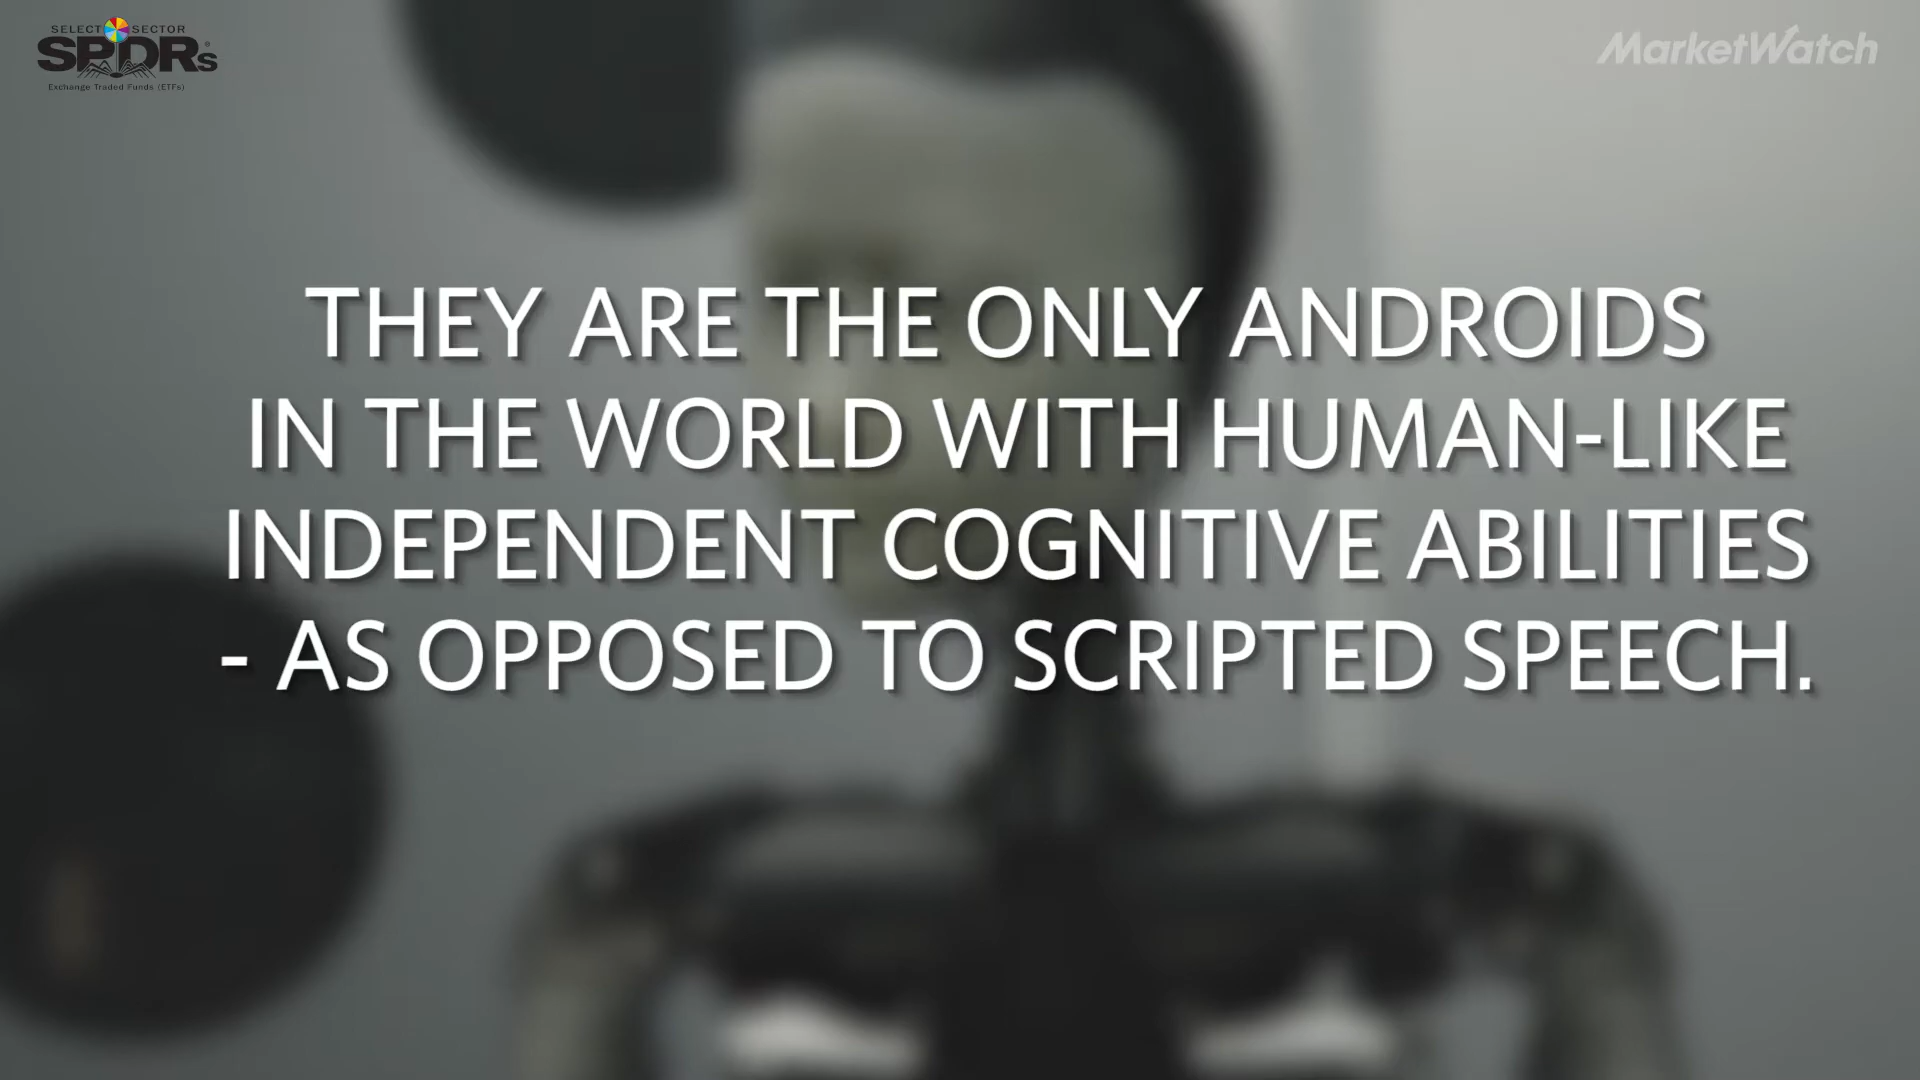 SELECT SECTOR
SPDRs
Exchange Traded Funds (ETFs)
MarketWatch
THEY ARE THE ONLY ANDROIDS
IN THE WORLD WITH HUMAN-LIKE
INDEPENDENT COGNITIVE ABILITIES
- AS OPPOSED TO SCRIPTED SPEECH.